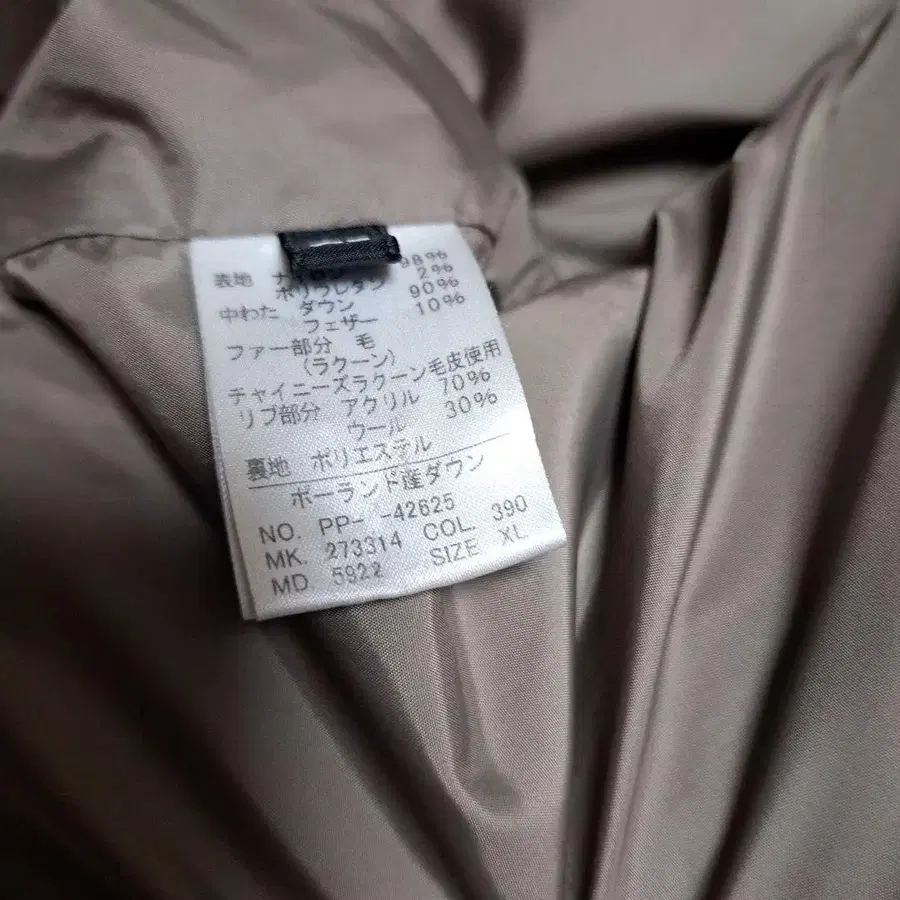 表地 98%
ポリウレタン 2%
中わた ダウン 90%
フェザー 10%
ファー部分 毛
(ラクーン)
チャイニーズラクーン毛皮使用
リブ部分 アクリル 70%
ウール 30%
裏地 ポリエステル
ポーランド産ダウン
NO. PP- -42625
MK. 273314 COL. 390
MD. 5922 SIZE XL